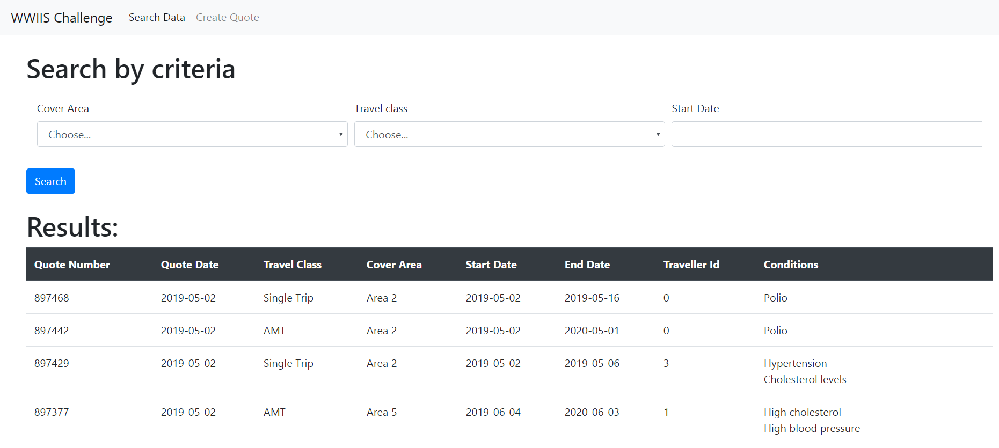 WWIIS Challenge Search Data Create Quote
Search by criteria
Cover Area Travel class Start Date
Choose... Choose...
Search
Results:
Quote Number Quote Date Travel Class Cover Area Start Date End Date Traveller Id Conditions
897468 2019-05-02 Single Trip Area 2 2019-05-02 2019-05-16 0 Polio
897442 2019-05-02 AMT Area 2 2019-05-02 2020-05-01 0 Polio
897429 2019-05-02 Single Trip Area 2 2019-05-02 2019-05-06 3 Hypertension
Cholesterol levels
897377 2019-05-02 AMT Area 5 2019-06-04 2020-06-03 1 High cholesterol
High blood pressure